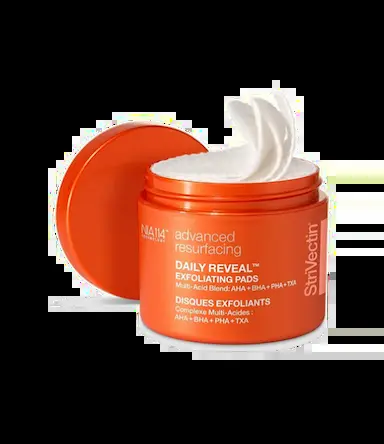 NIA114™
advanced
resurfacing
DAILY REVEAL™
EXFOLIATING PADS
Multi-Acid Blend: AHA + BHA + PHA + TXA
DISQUES EXFOLIANTS
Complexe Multi-Acides :
AHA + BHA + PHA + TXA
StriVectin